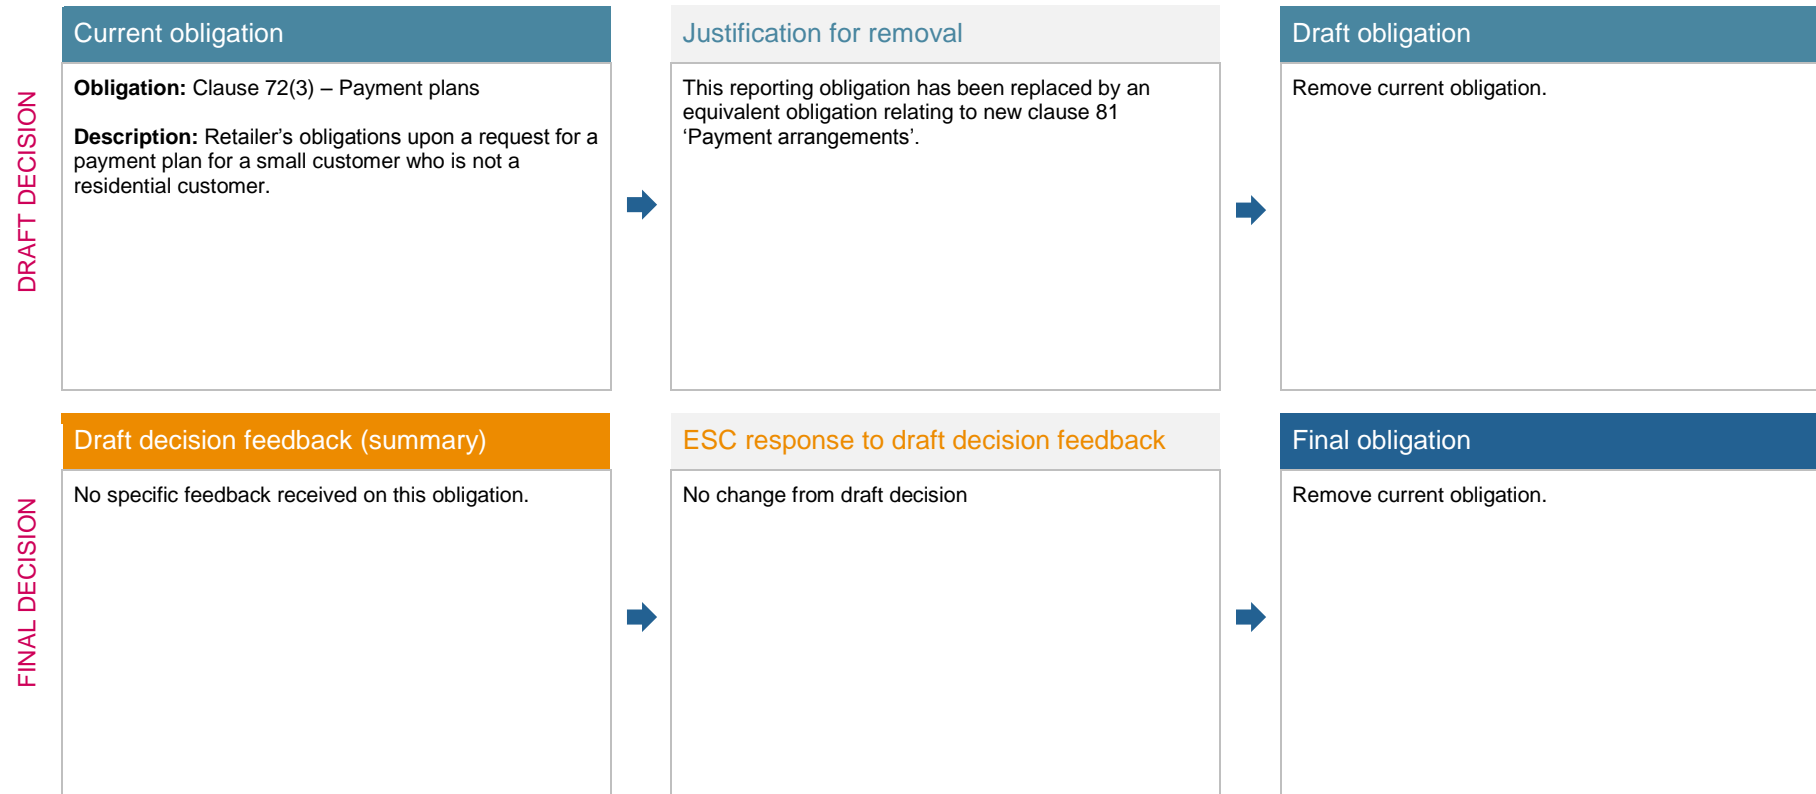 DRAFT DECISION
Current obligation
Obligation: Clause 72(3) – Payment plans
Description: Retailer’s obligations upon a request for a
payment plan for a small customer who is not a
residential customer.
Justification for removal
This reporting obligation has been replaced by an
equivalent obligation relating to new clause 81
‘Payment arrangements’.
Draft obligation
Remove current obligation.
FINAL DECISION
Draft decision feedback (summary)
No specific feedback received on this obligation.
ESC response to draft decision feedback
No change from draft decision
Final obligation
Remove current obligation.